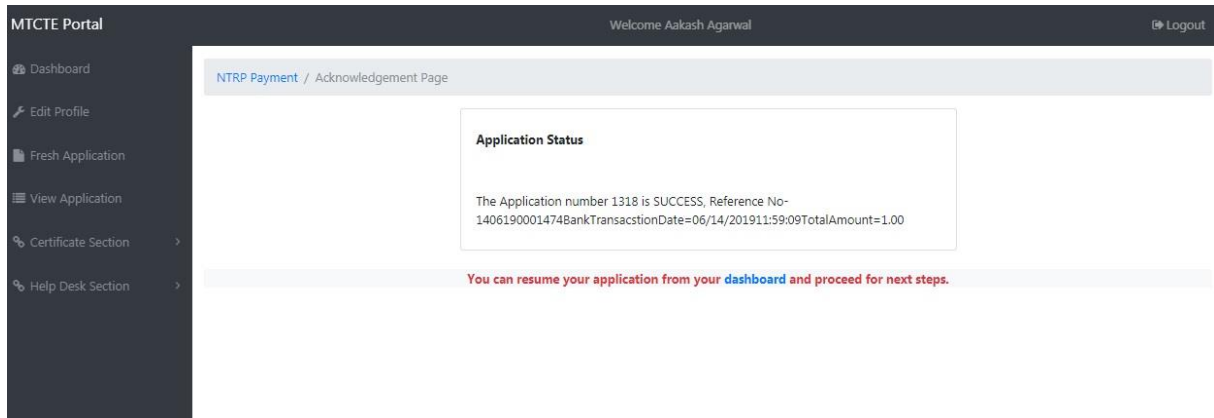 MTCTE Portal
Welcome Aakash Agarwal
Logout
Dashboard
Edit Profile
Fresh Application
View Application
Certificate Section
Help Desk Section
NTRP Payment / Acknowledgement Page
Application Status
The Application number 1318 is SUCCESS, Reference No-
1406190001474BankTransacstionDate=06/14/201911:59:09TotalAmount=1.00
You can resume your application from your dashboard and proceed for next steps.